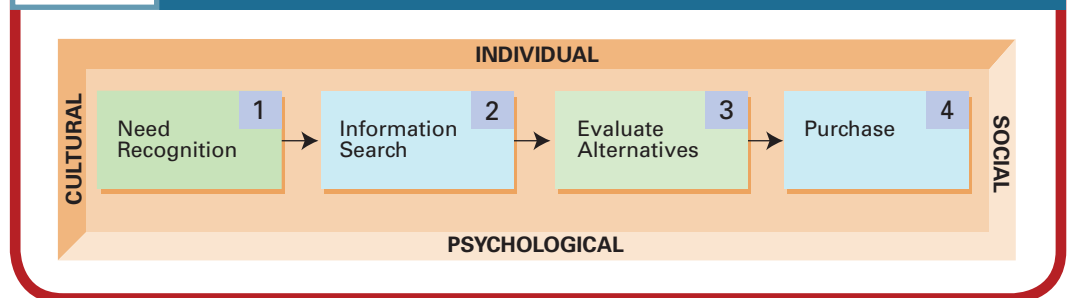 INDIVIDUAL
CULTURAL
1
Need
Recognition
2
Information
Search
3
Evaluate
Alternatives
4
Purchase
SOCIAL
PSYCHOLOGICAL